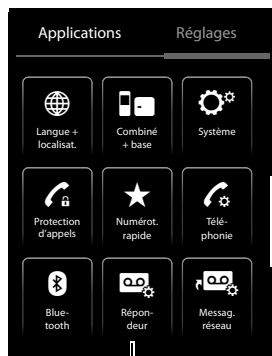 Applications
Réglages
Langue +
localisat.
Combiné
+ base
Système
Protection
d'appels
Numérot.
rapide
Télé-
phonie
Blue-
tooth
Répon-
deur
Messag.
réseau